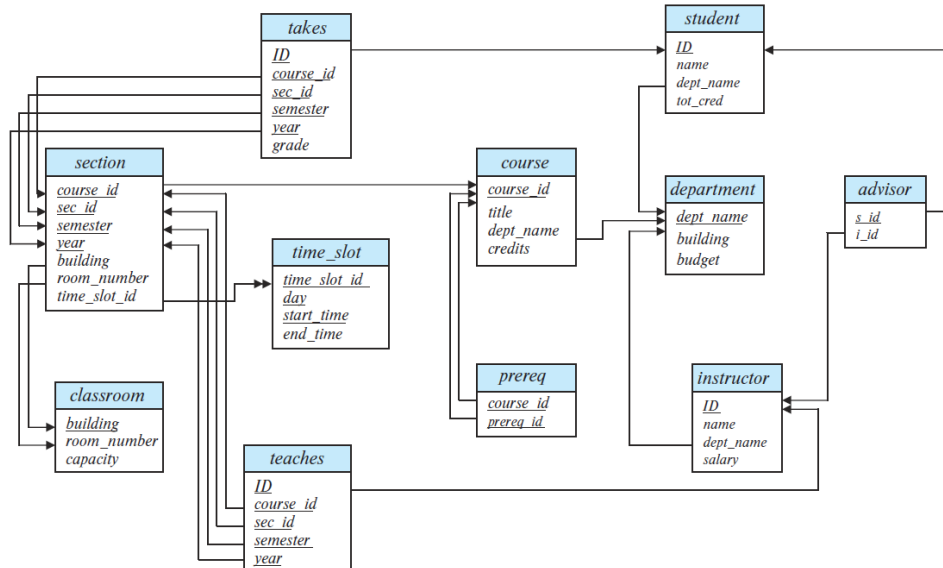 takes
ID
course_id
sec_id
semester
year
grade
student
ID
name
dept_name
tot_cred
section
course_id
sec_id
semester
year
building
room_number
time_slot_id
course
course_id
title
dept_name
credits
department
dept_name
building
budget
advisor
s_id
i_id
time_slot
time_slot_id
day
start_time
end_time
prereq
course_id
prereq_id
instructor
ID
name
dept_name
salary
classroom
building
room_number
capacity
teaches
ID
course_id
sec_id
semester
year